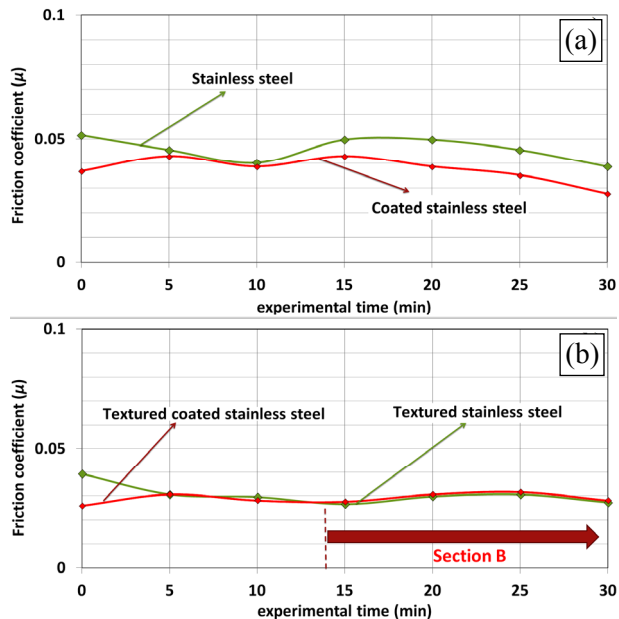 0.1
(a)
Stainless steel
Friction coefficient (μ)
0.05
Coated stainless steel
0
0 5 10 15 20 25 30
experimental time (min)
0.1
(b)
Textured coated stainless steel
Textured stainless steel
Friction coefficient (μ)
0.05
Section B
0
0 5 10 15 20 25 30
experimental time (min)